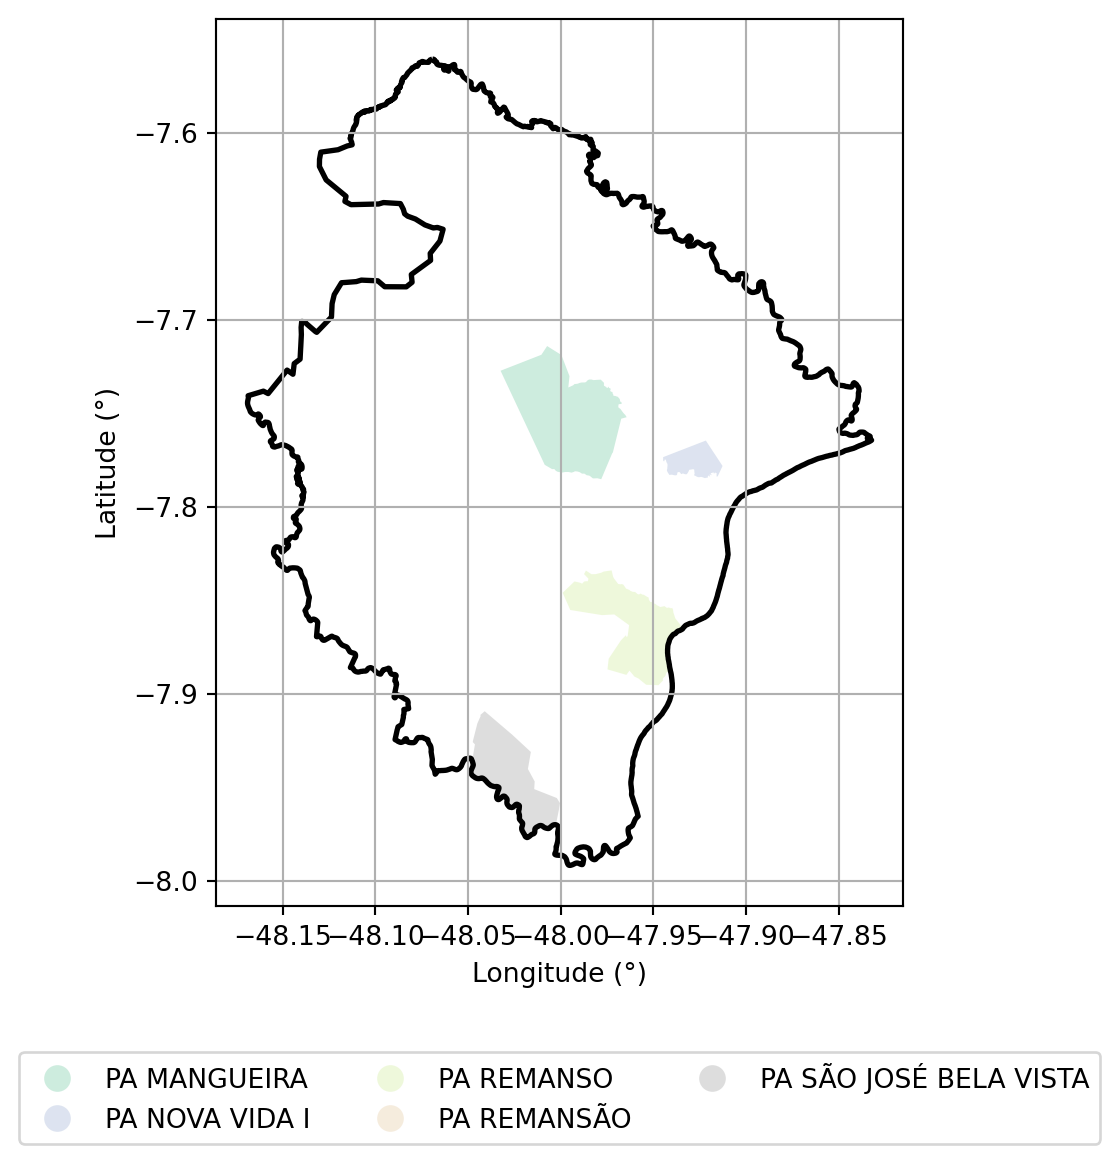 −7.6
−7.7
−7.8
−7.9
−8.0
Latitude (°)
−48.15 −48.10 −48.05 −48.00 −47.95 −47.90 −47.85
Longitude (°)
PA MANGUEIRA PA REMANSO PA SÃO JOSÉ BELA VISTA
PA NOVA VIDA I PA REMANSÃO